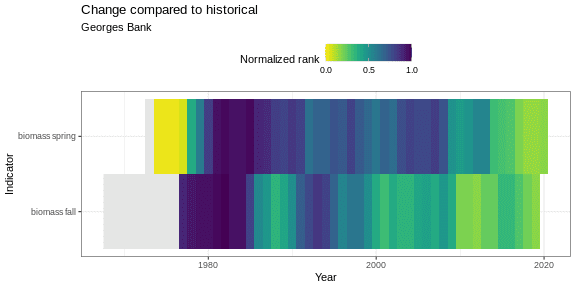 Change compared to historical
Georges Bank
Normalized rank
0.0 0.5 1.0
biomass spring
biomass fall
Indicator
1980 2000 2020
Year